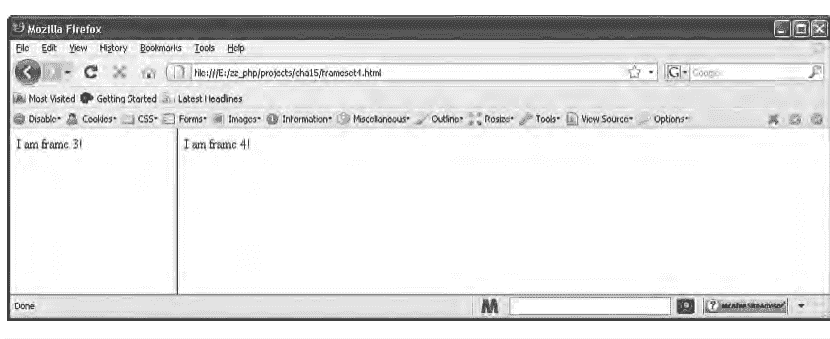 Mozilla Firefox
File Edit View History Bookmarks Tools Help
file:///E:/zz_php/projects/cha15/frameset4.html
G Google
Most Visited Getting Started Latest Headlines
Disable Cookies CSS Forms Images Information Miscellaneous Outline Resize Tools View Source Options
I am frame 3!
I am frame 4!
Done
M